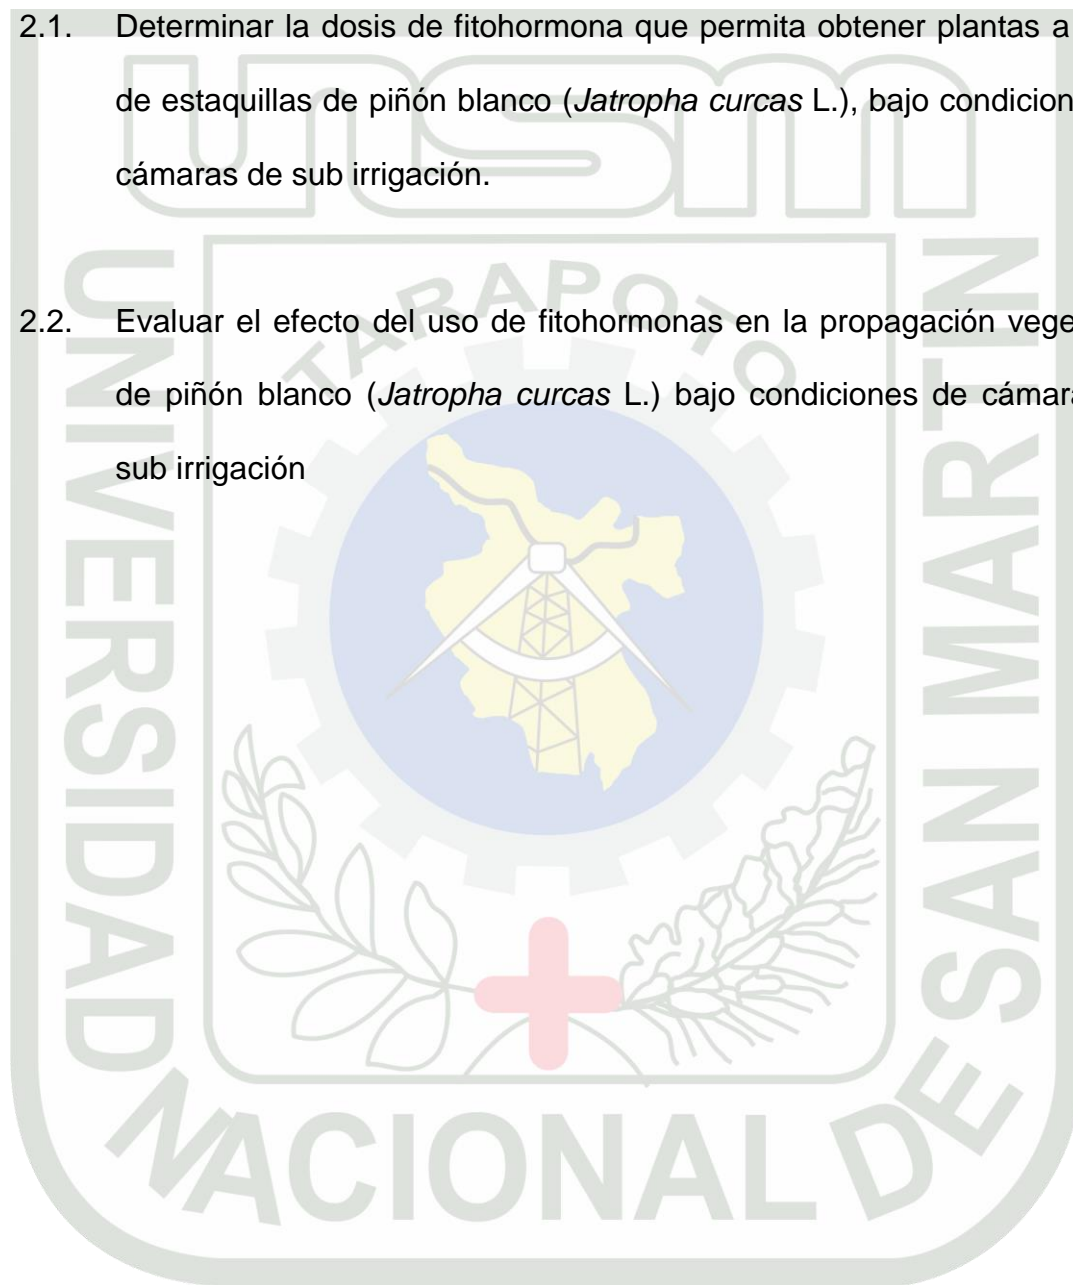 2.1. Determinar la dosis de fitohormona que permita obtener plantas a
de estaquillas de piñón blanco (Jatropha curcas L.), bajo condicion
cámaras de sub irrigación.
2.2. Evaluar el efecto del uso de fitohormonas en la propagación vege
de piñón blanco (Jatropha curcas L.) bajo condiciones de cámara
sub irrigación
unsm
TARAPOTO
UNIVERSIDAD
NACIONAL DE
SAN MARTIN